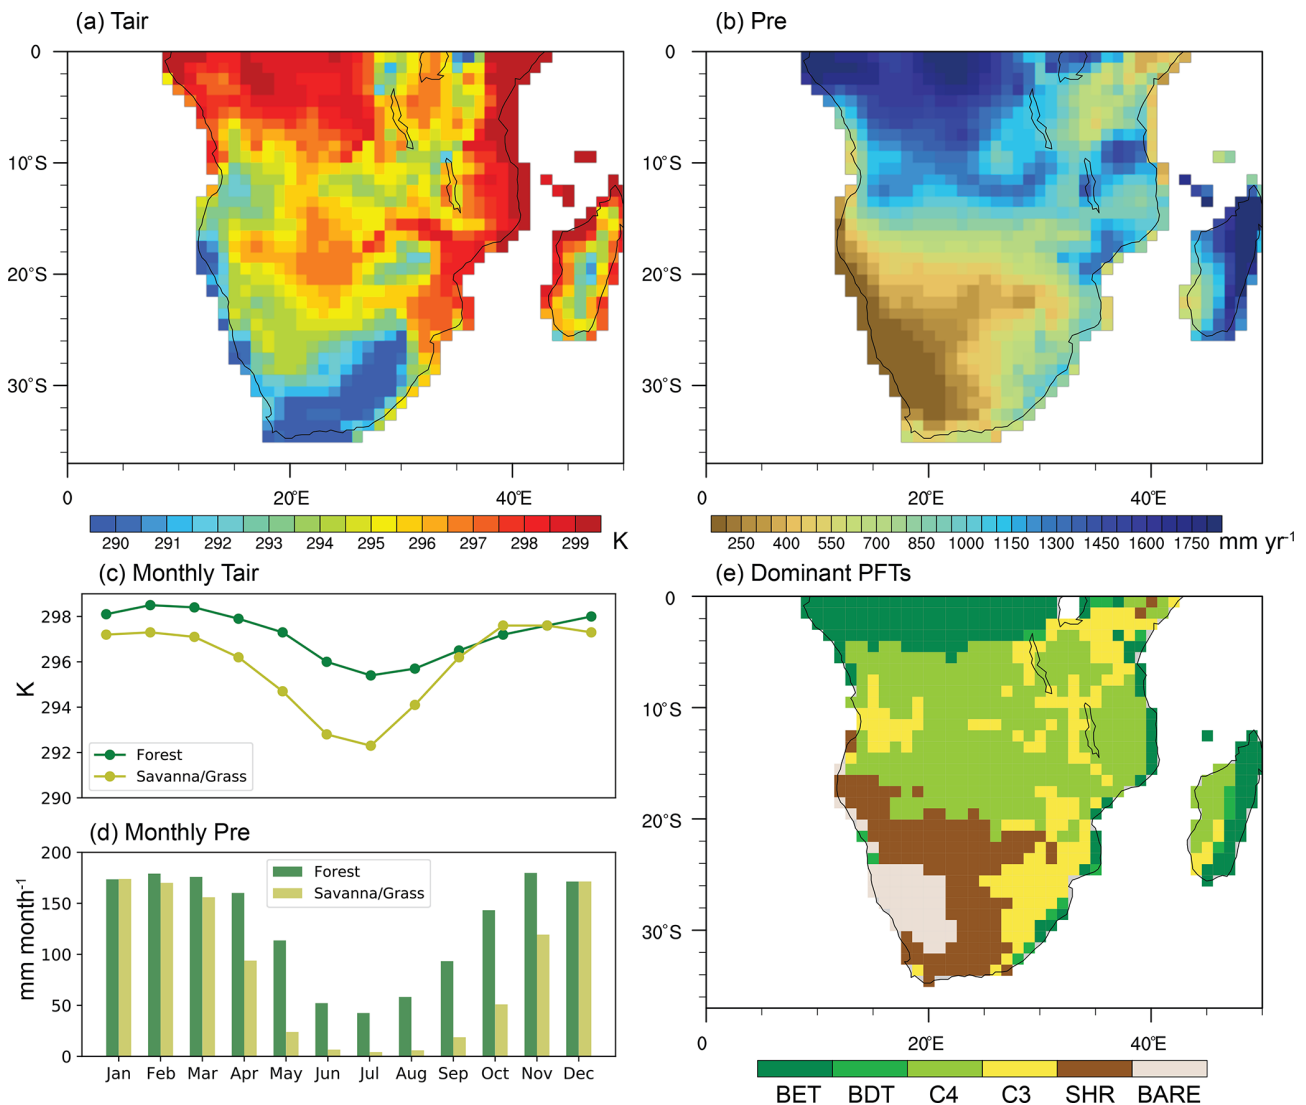 (a) Tair
(b) Pre
0
10°S
20°S
30°S
0
20°E
40°E
290 291 292 293 294 295 296 297 298 299 K
0
10°S
20°S
30°S
0
20°E
40°E
250 400 550 700 850 1000 1150 1300 1450 1600 1750 mm yr⁻¹
(c) Monthly Tair
298
296
294
292
290
K
Forest
Savanna/Grass
(d) Monthly Pre
200
150
100
50
0
mm month⁻¹
Forest
Savanna/Grass
Jan Feb Mar Apr May Jun Jul Aug Sep Oct Nov Dec
(e) Dominant PFTs
0
10°S
20°S
30°S
0
20°E
40°E
BET BDT C4 C3 SHR BARE